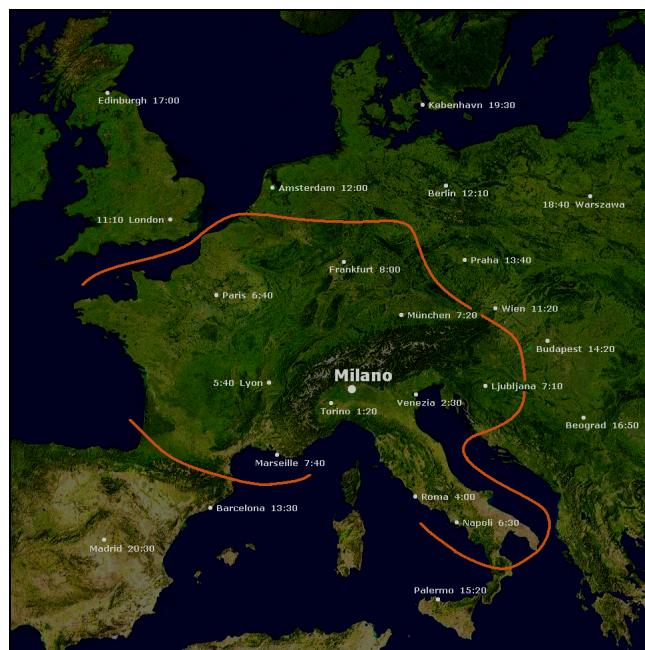 Edinburgh 17:00
København 19:30
Amsterdam 12:00
Berlin 12:10
18:40 Warszawa
11:10 London
Praha 13:40
Frankfurt 8:00
Paris 6:40
Wien 11:20
München 7:20
Budapest 14:20
Milano
5:40 Lyon
Ljubljana 7:10
Venezia 2:30
Torino 1:20
Beograd 16:50
Marseille 7:40
Roma 4:00
Barcelona 13:30
Napoli 6:30
Madrid 20:30
Palermo 15:20